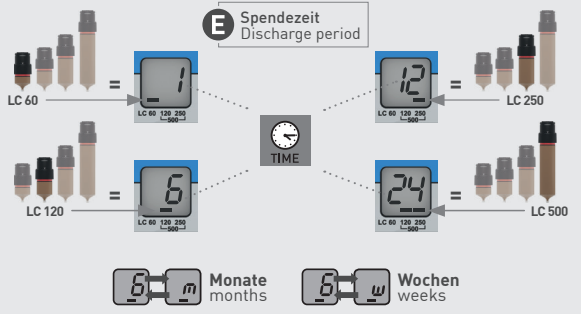 E Spendezeit
Discharge period
1
12
LC 60
LC 250
LC 60 120 250
500
LC 60 120 250
500
TIME
6
24
LC 120
LC 500
LC 60 120 250
500
LC 60 120 250
500
6 m Monate
months
6 w Wochen
weeks